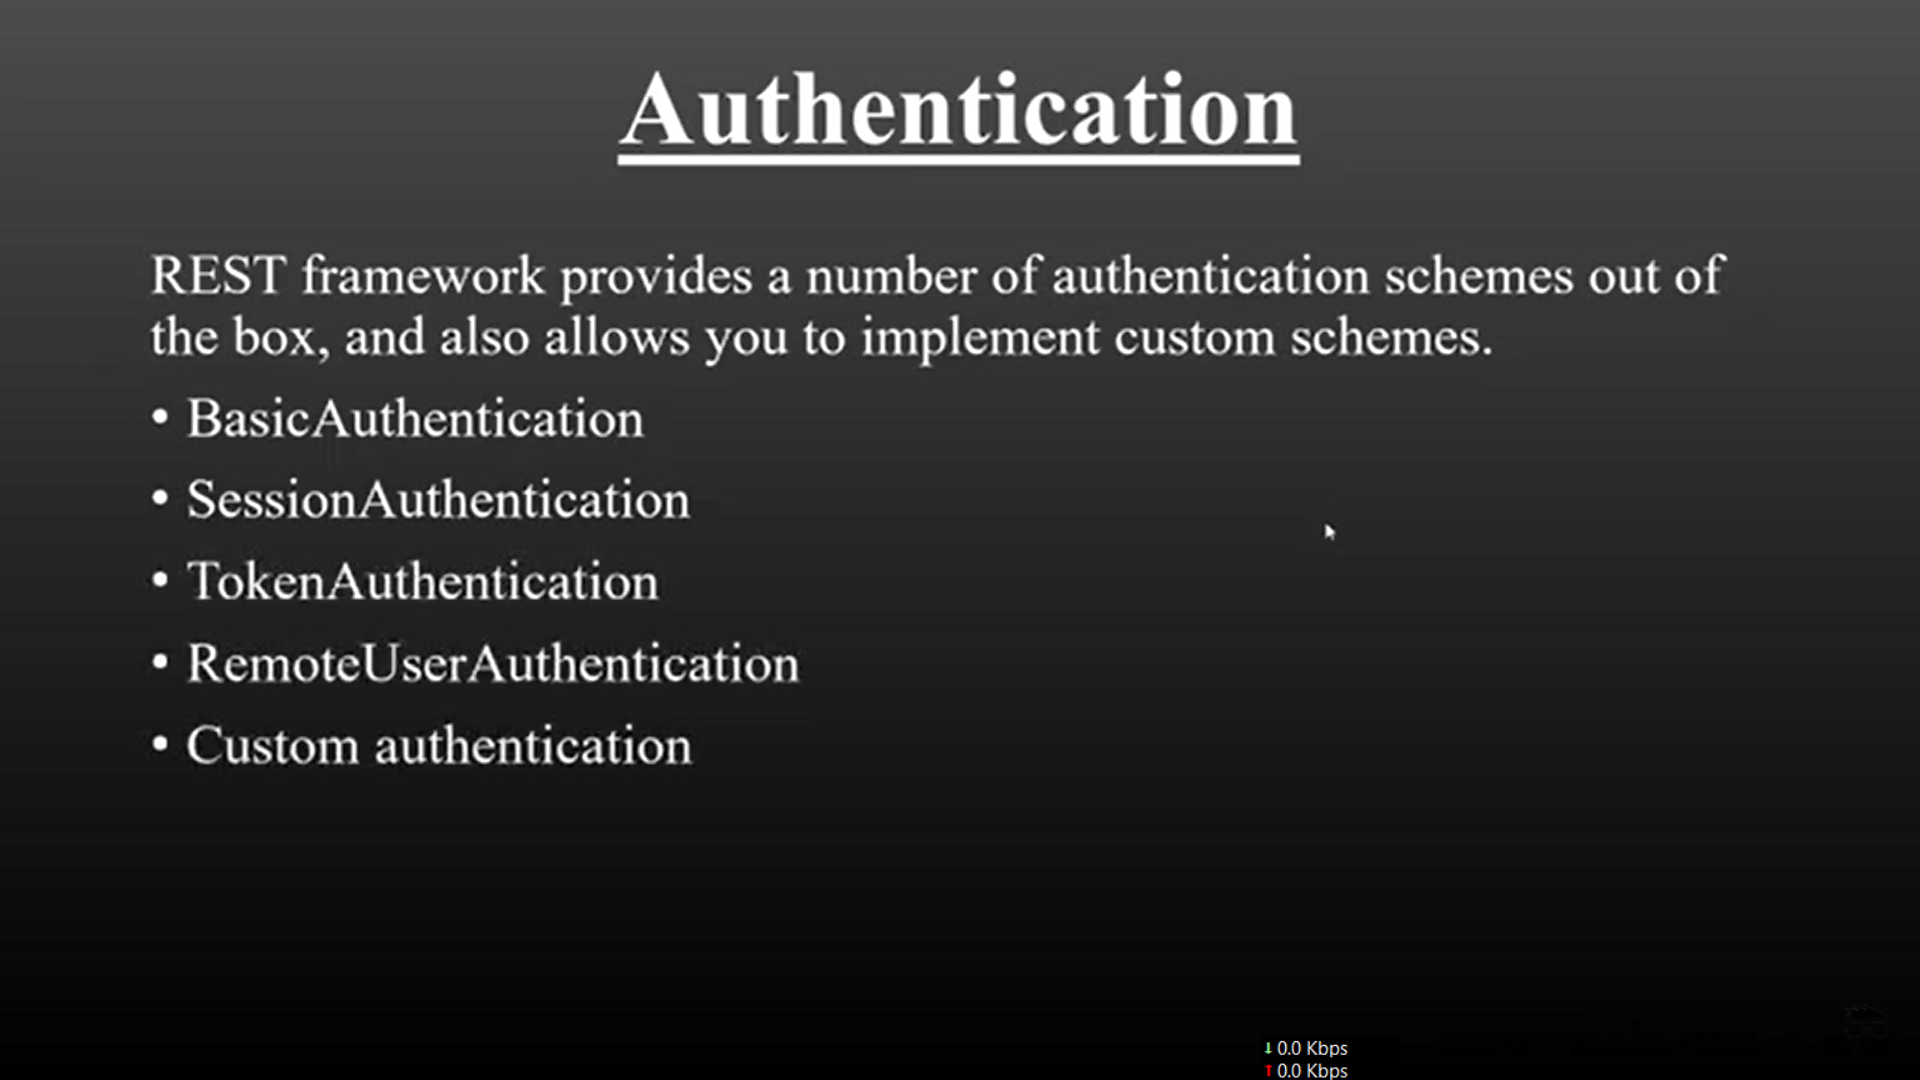 Authentication
REST framework provides a number of authentication schemes out of
the box, and also allows you to implement custom schemes.
• BasicAuthentication
• SessionAuthentication
• TokenAuthentication
• RemoteUserAuthentication
• Custom authentication
↓ 0.0 Kbps
↑ 0.0 Kbps